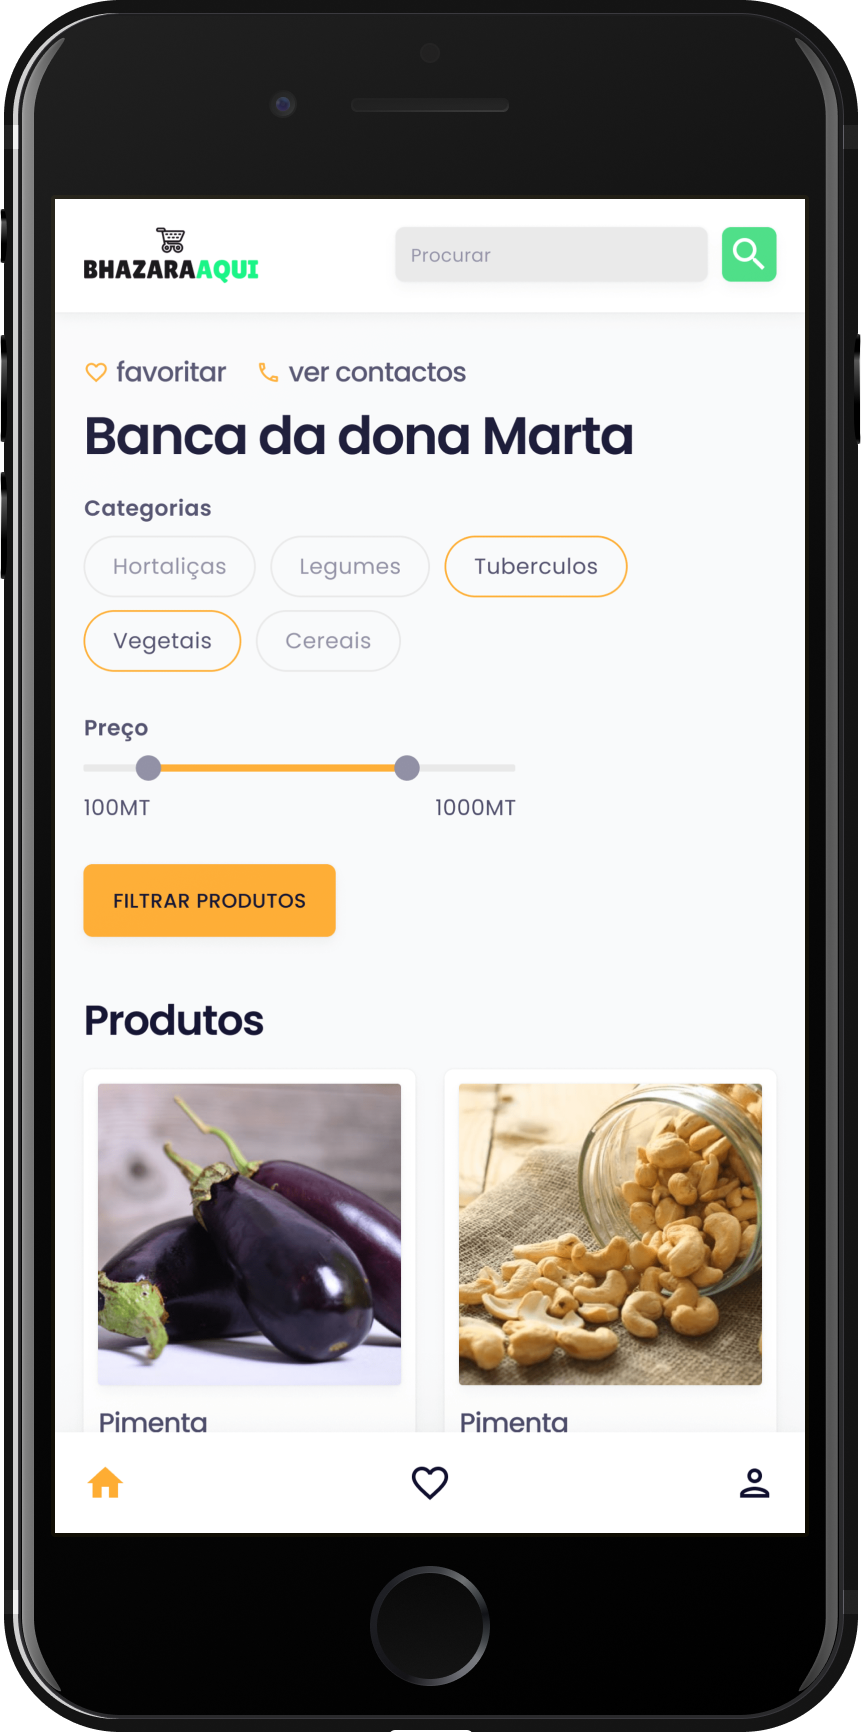 BHAZARAAQUI
Procurar
favoritar ver contactos
Banca da dona Marta
Categorias
Hortaliças Legumes Tuberculos
Vegetais Cereais
Preço
100MT 1000MT
FILTRAR PRODUTOS
Produtos
Pimenta Pimenta